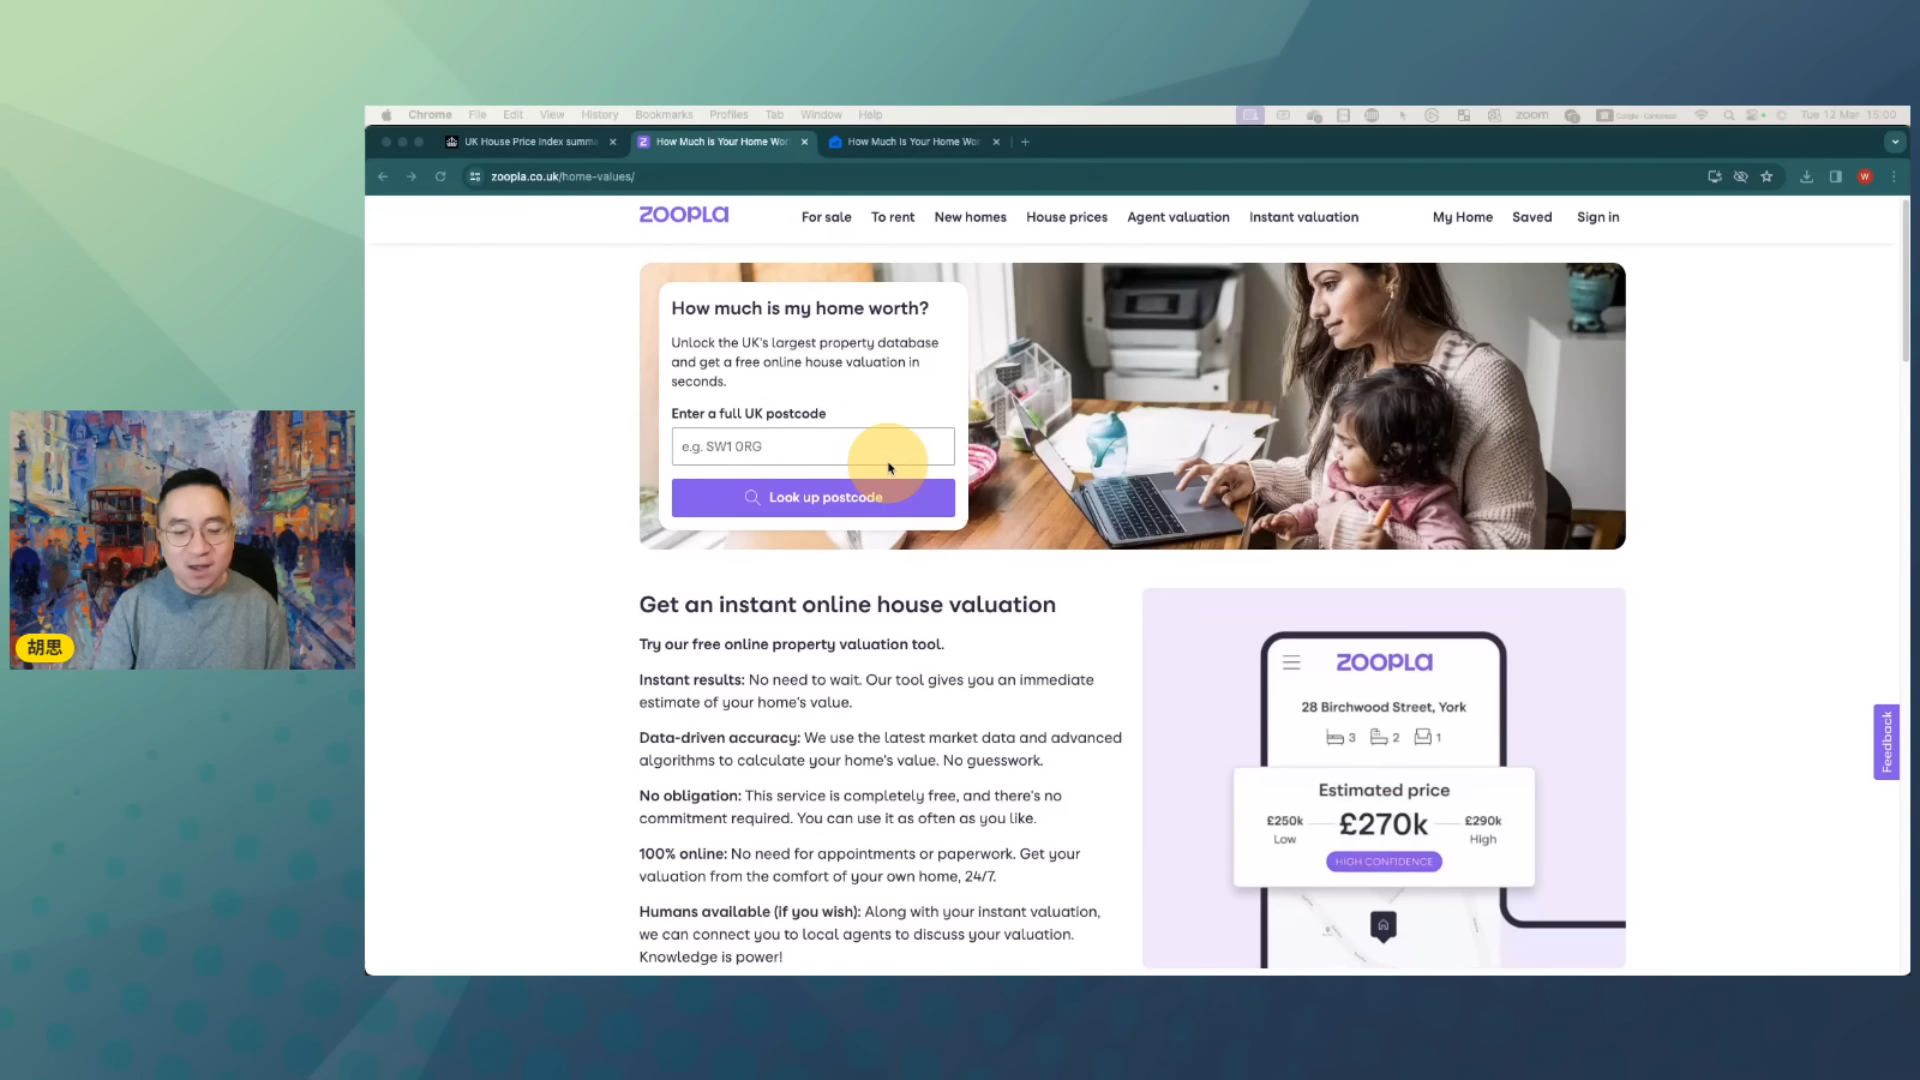 Chrome File Edit View History Bookmarks Profiles Tab Window Help
zoom
Tue 12 Mar 15:00
UK House Price Index summa
How Much is Your Home Wor
How Much Is Your Home Wor
zoopla.co.uk/home-values/
W
ZOOPLA
For sale To rent New homes House prices Agent valuation Instant valuation My Home Saved Sign in
How much is my home worth?
Unlock the UK's largest property database
and get a free online house valuation in
seconds.
Enter a full UK postcode
e.g. SW1 0RG
Look up postcode
胡思
Get an instant online house valuation
Try our free online property valuation tool.
Instant results: No need to wait. Our tool gives you an immediate
estimate of your home's value.
Data-driven accuracy: We use the latest market data and advanced
algorithms to calculate your home's value. No guesswork.
No obligation: This service is completely free, and there's no
commitment required. You can use it as often as you like.
100% online: No need for appointments or paperwork. Get your
valuation from the comfort of your own home, 24/7.
Humans available (if you wish): Along with your instant valuation,
we can connect you to local agents to discuss your valuation.
Knowledge is power!
ZOOPLA
28 Birchwood Street, York
3 2 1
Estimated price
£250k £270k £290k
Low High
HIGH CONFIDENCE
Feedback